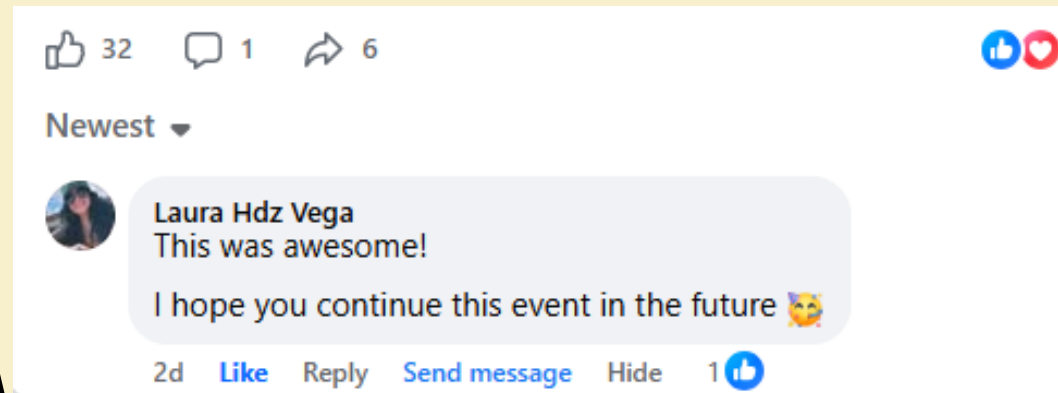 32 1 6
Newest
Laura Hdz Vega
This was awesome!
I hope you continue this event in the future 🥳
2d Like Reply Send message Hide 1